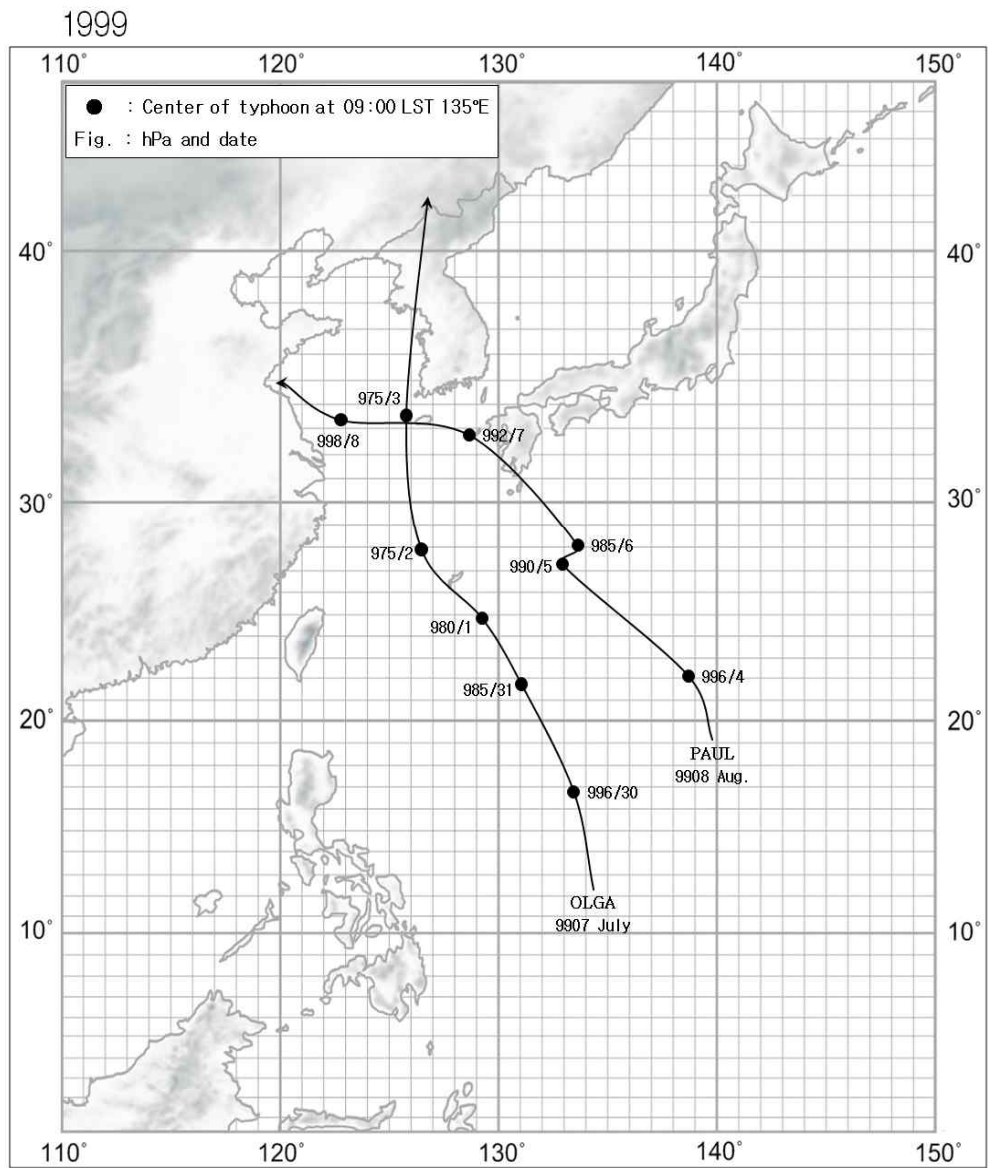 1999
110° 120° 130° 140° 150°
● : Center of typhoon at 09:00 LST 135°E
Fig. : hPa and date
40° 40°
975/3
998/8
992/7
30° 30°
975/2
985/6
990/5
980/1
996/4
985/31
20° 20°
PAUL
9908 Aug.
996/30
OLGA
9907 July
10° 10°
110° 120° 130° 140° 150°